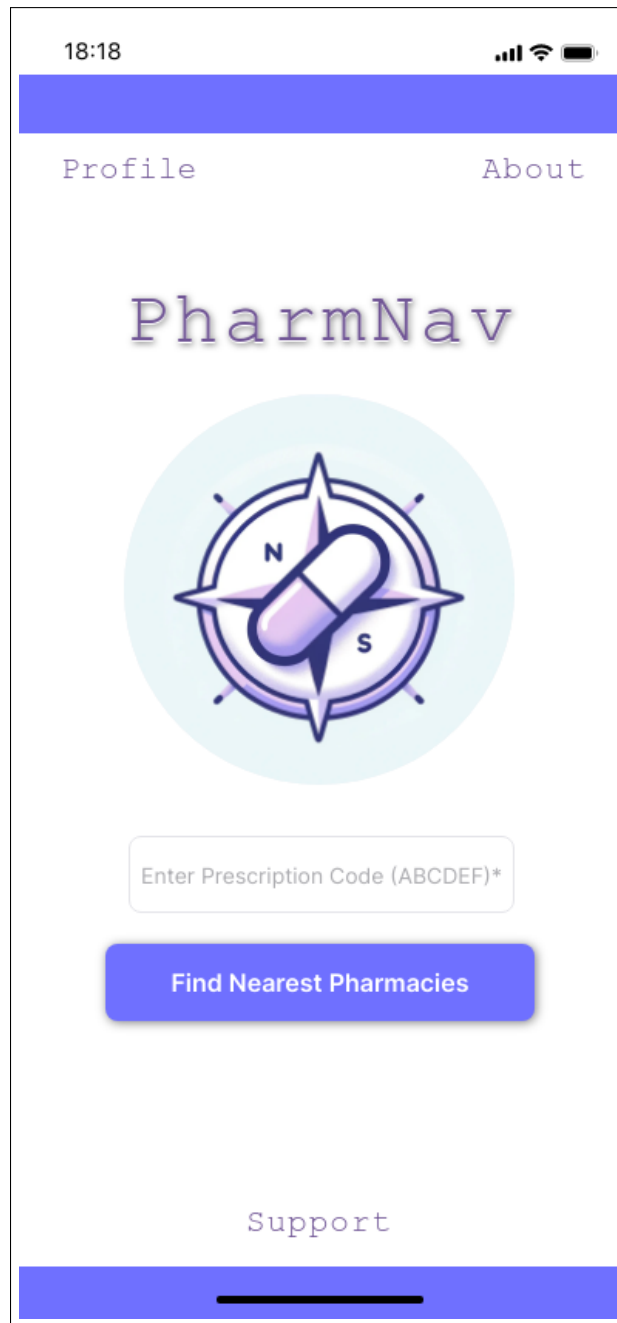 18:18
Profile About
PharmNav
N
S
Enter Prescription Code (ABCDEF)*
Find Nearest Pharmacies
Support